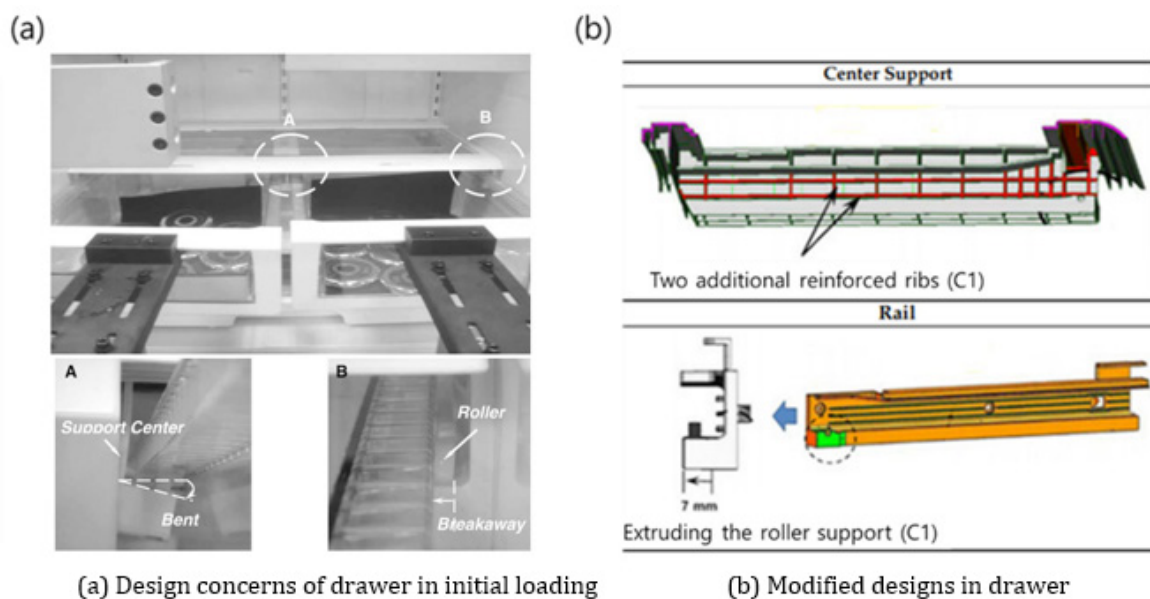 (a)
A
B
A
Support Center
Bent
B
Roller
Breakaway
(a) Design concerns of drawer in initial loading
(b)
Center Support
Two additional reinforced ribs (C1)
Rail
7 mm
Extruding the roller support (C1)
(b) Modified designs in drawer